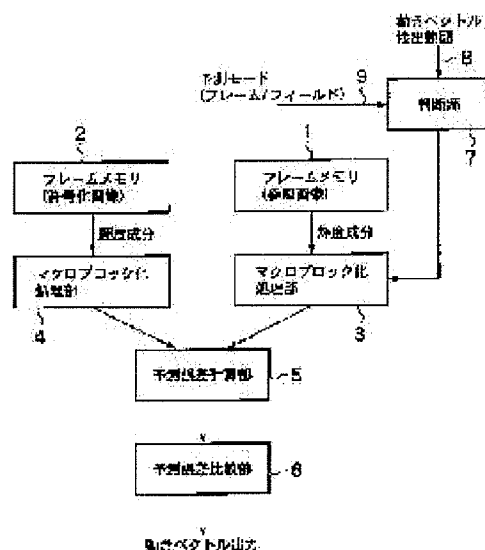 動きベクトル
検出範囲
8
予測モード
(フレーム/フィールド)
9
判断部
7
2
1
フレームメモリ
(符号化画像)
フレームメモリ
(参照画像)
輝度成分
輝度成分
マクロブロック化
処理部
マクロブロック化
処理部
4
3
予測誤差計算部
5
予測誤差比較部
6
動きベクトル出力